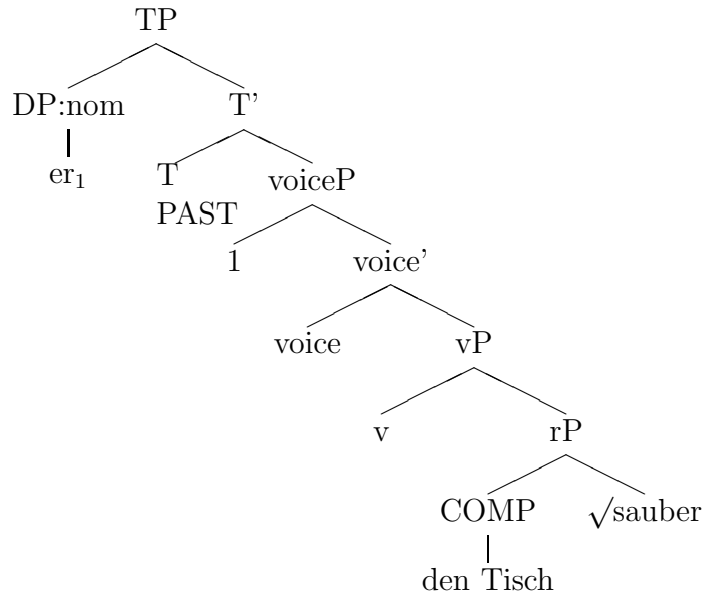 TP
DP:nom T'
er₁ T voiceP
PAST
1 voice'
voice vP
v rP
COMP √sauber
den Tisch